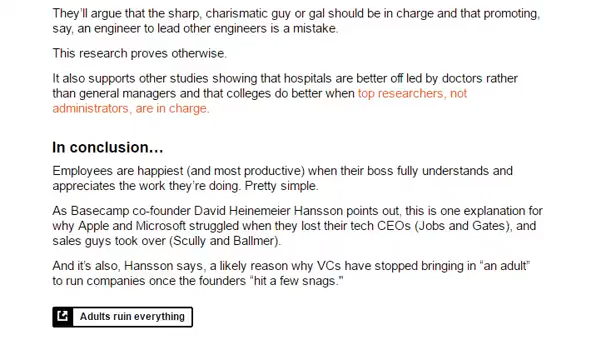 They'll argue that the sharp, charismatic guy or gal should be in charge and that promoting,
say, an engineer to lead other engineers is a mistake.
This research proves otherwise.
It also supports other studies showing that hospitals are better off led by doctors rather
than general managers and that colleges do better when top researchers, not
administrators, are in charge.
In conclusion…
Employees are happiest (and most productive) when their boss fully understands and
appreciates the work they're doing. Pretty simple.
As Basecamp co-founder David Heinemeier Hansson points out, this is one explanation for
why Apple and Microsoft struggled when they lost their tech CEOs (Jobs and Gates), and
sales guys took over (Scully and Ballmer).
And it's also, Hansson says, a likely reason why VCs have stopped bringing in “an adult”
to run companies once the founders “hit a few snags."
Adults ruin everything